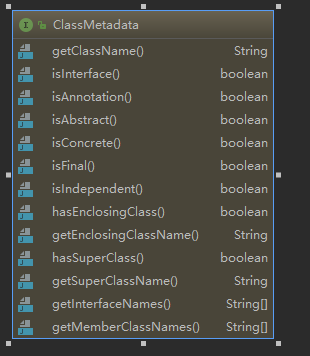 I ClassMetadata
getClassName() String
isInterface() boolean
isAnnotation() boolean
isAbstract() boolean
isConcrete() boolean
isFinal() boolean
isIndependent() boolean
hasEnclosingClass() boolean
getEnclosingClassName() String
hasSuperClass() boolean
getSuperClassName() String
getInterfaceNames() String[]
getMemberClassNames() String[]